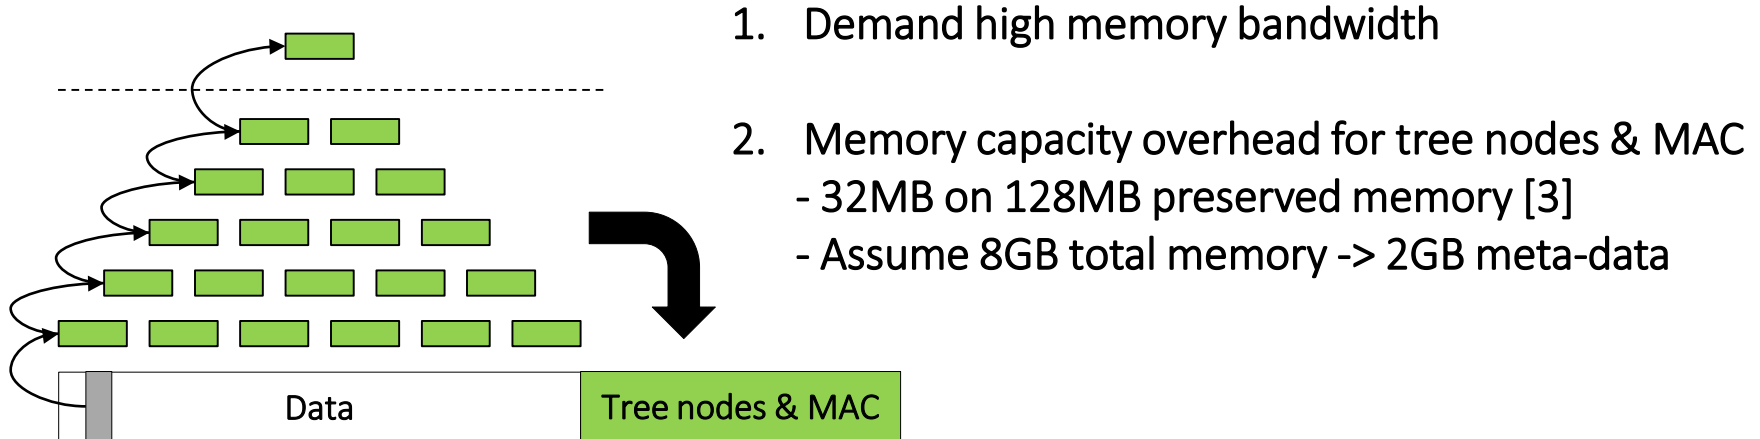 1. Demand high memory bandwidth
2. Memory capacity overhead for tree nodes & MAC
- 32MB on 128MB preserved memory [3]
- Assume 8GB total memory -> 2GB meta-data
Data
Tree nodes & MAC